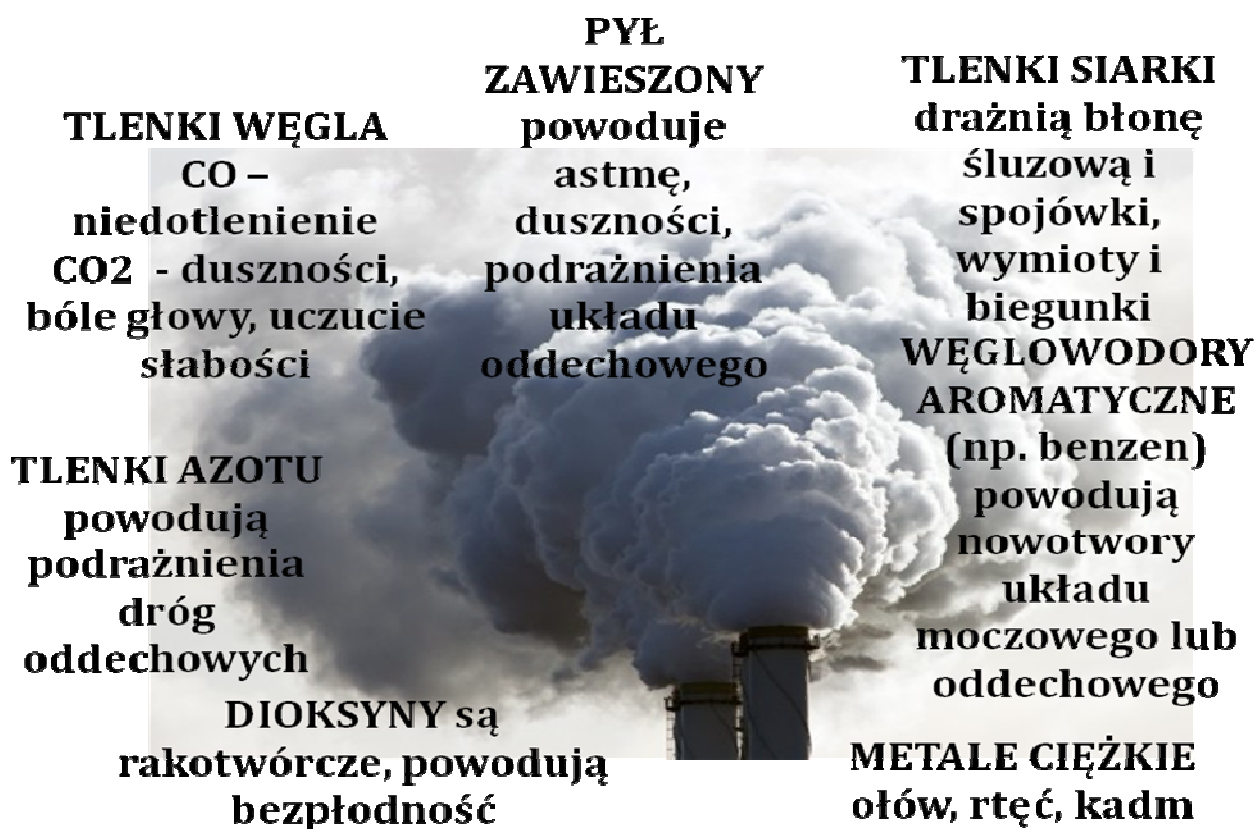 TLENKI WĘGLA
CO –
niedotlenienie
CO2 - duszności,
bóle głowy, uczucie
słabości
PYŁ
ZAWIESZONY
powoduje
astmę,
duszności,
podrażnienia
układu
oddechowego
TLENKI SIARKI
drażnią błonę
śluzową i
spojówki,
wymioty i
biegunki
WĘGLOWODORY
AROMATYCZNE
(np. benzen)
powodują
nowotwory
układu
moczowego lub
oddechowego
TLENKI AZOTU
powodują
podrażnienia
dróg
oddechowych
DIOKSYNY są
rakotwórcze, powodują
bezpłodność
METALE CIĘŻKIE
ołów, rtęć, kadm